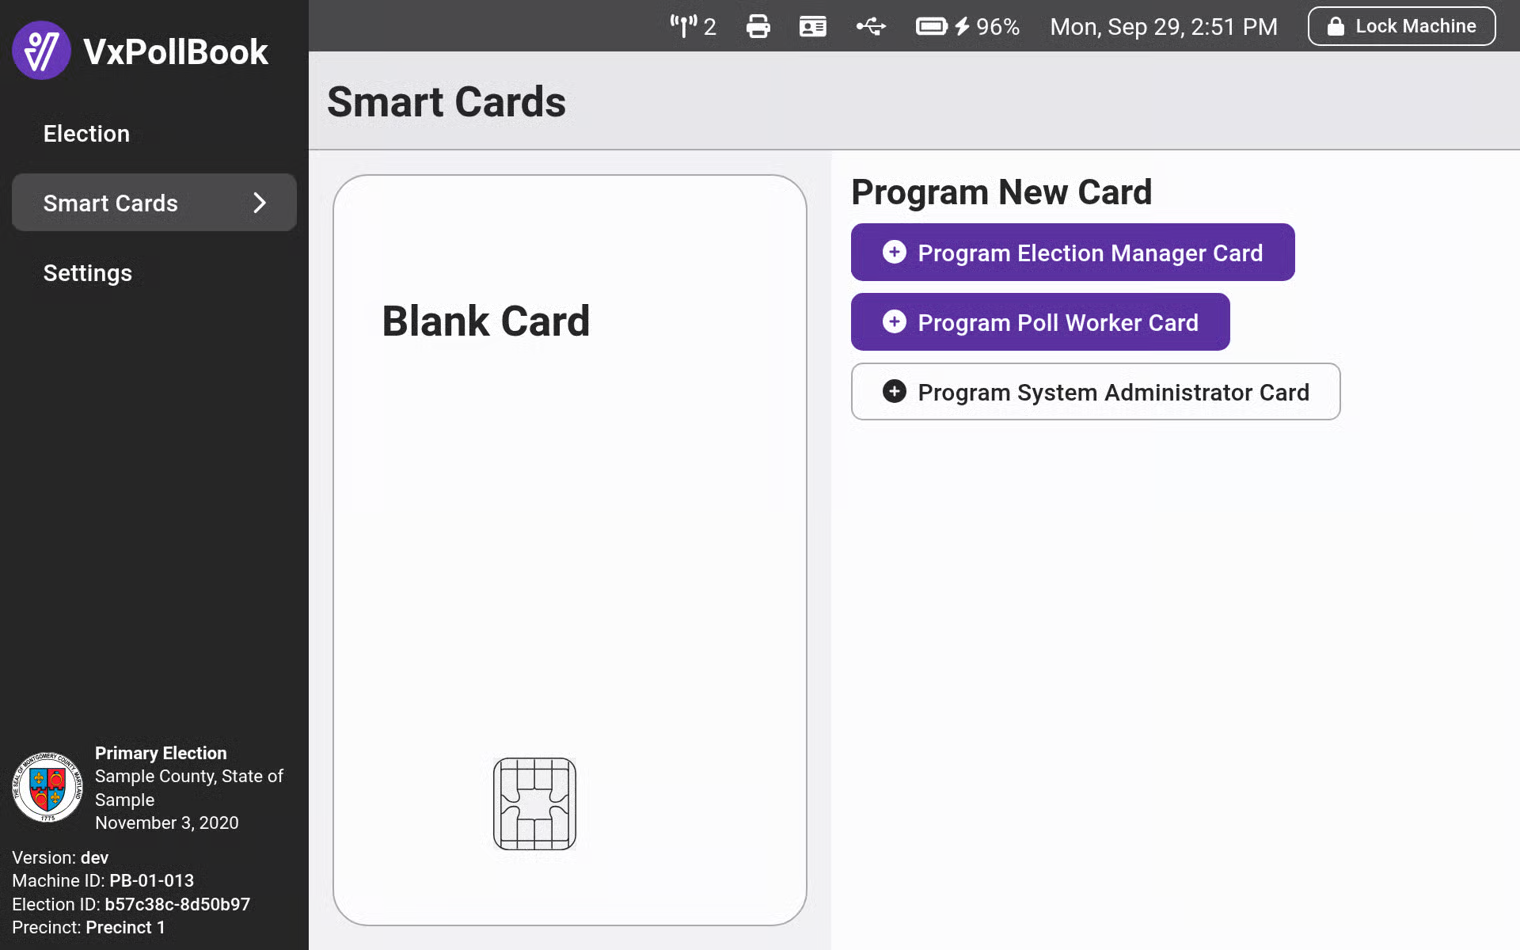 VxPollBook
2
96%
Mon, Sep 29, 2:51 PM
Lock Machine
Election
Smart Cards
Settings
Smart Cards
Blank Card
Program New Card
Program Election Manager Card
Program Poll Worker Card
Program System Administrator Card
THE SEAL OF MONTGOMERY COUNTY, MARYLAND
1775
Primary Election
Sample County, State of
Sample
November 3, 2020
Version: dev
Machine ID: PB-01-013
Election ID: b57c38c-8d50b97
Precinct: Precinct 1